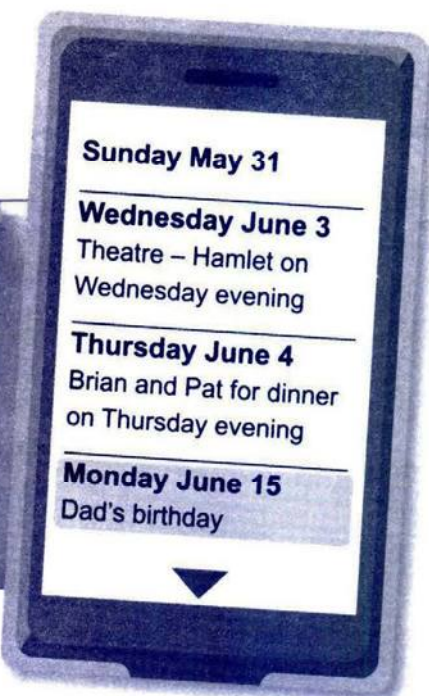 Sunday May 31
Wednesday June 3
Theatre – Hamlet on
Wednesday evening
Thursday June 4
Brian and Pat for dinner
on Thursday evening
Monday June 15
Dad's birthday